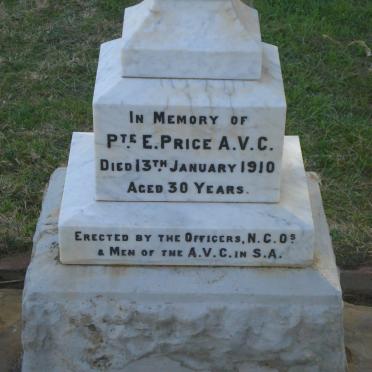 In Memory of
Pte E. Price A.V.C.
Died 13th January 1910
Aged 30 Years.
Erected by the Officers, N.C.Os
& Men of the A.V.C. in S.A.